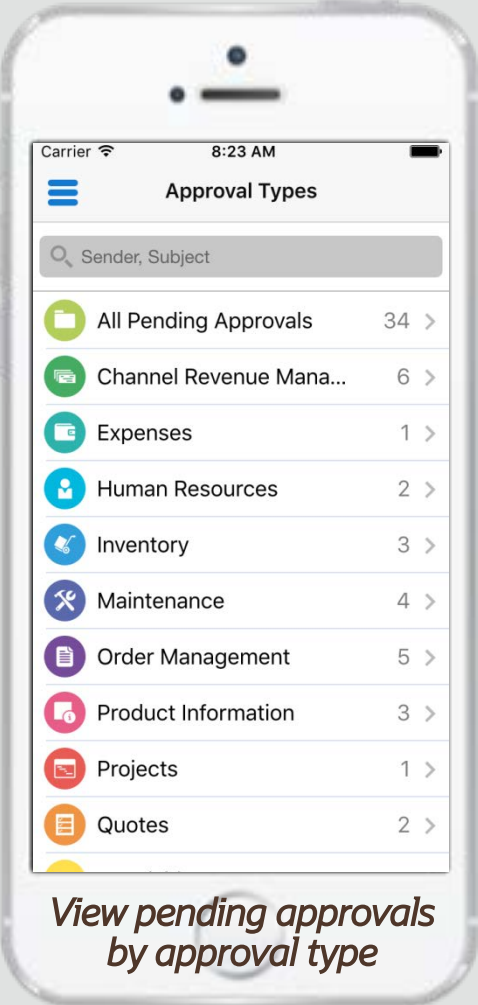 Carrier 8:23 AM
Approval Types
Sender, Subject
All Pending Approvals 34
Channel Revenue Mana... 6
Expenses 1
Human Resources 2
Inventory 3
Maintenance 4
Order Management 5
Product Information 3
Projects 1
Quotes 2
View pending approvals
by approval type